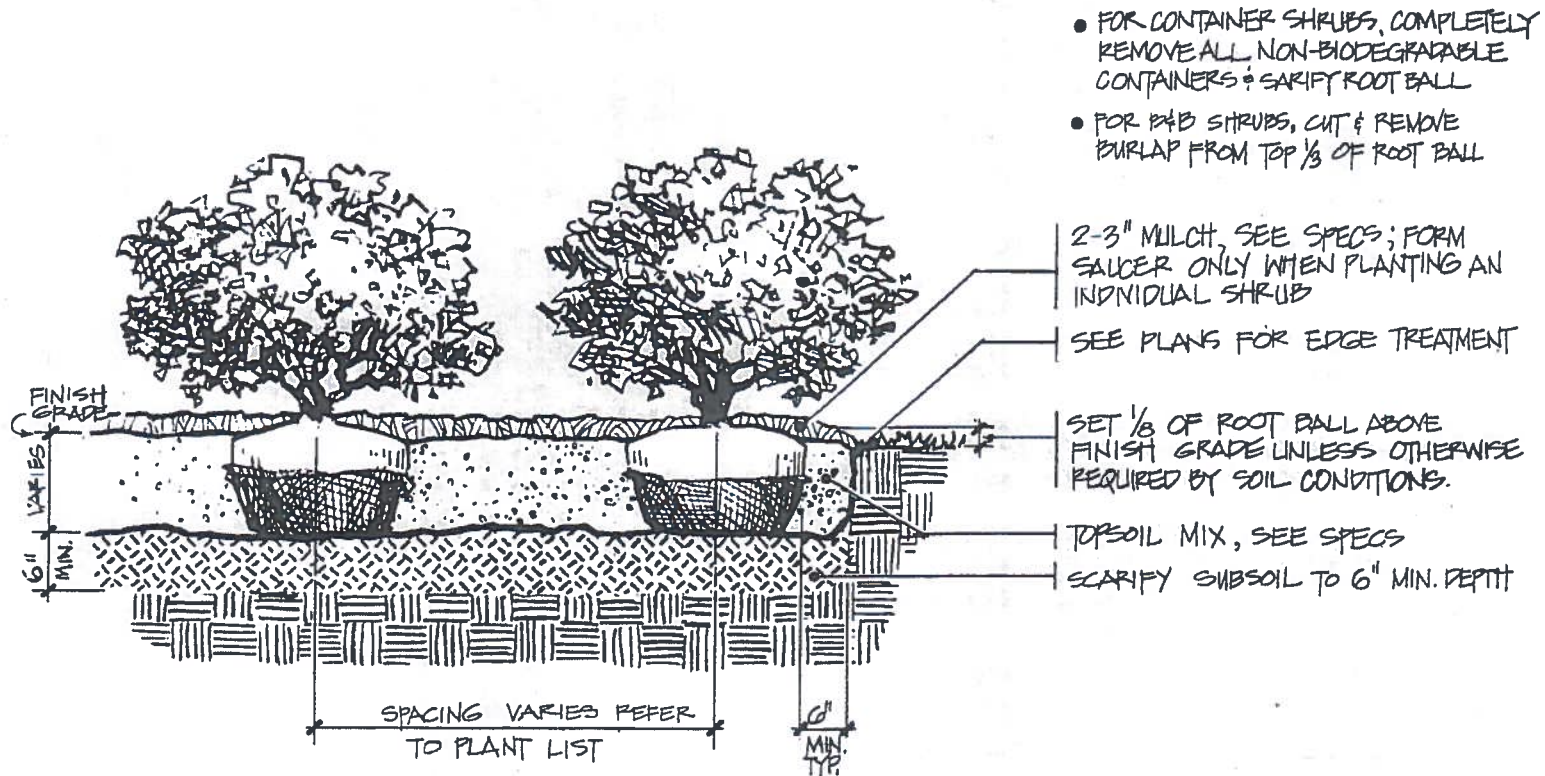 • FOR CONTAINER SHRUBS, COMPLETELY
REMOVE ALL NON-BIODEGRADABLE
CONTAINERS & SARIFY ROOT BALL
• FOR B&B SHRUBS, CUT & REMOVE
BURLAP FROM TOP 1/3 OF ROOT BALL
2-3" MULCH, SEE SPECS; FORM
SAUCER ONLY WHEN PLANTING AN
INDIVIDUAL SHRUB
SEE PLANS FOR EDGE TREATMENT
FINISH
GRADE
SET 1/8 OF ROOT BALL ABOVE
FINISH GRADE UNLESS OTHERWISE
REQUIRED BY SOIL CONDITIONS.
VARIES
TOPSOIL MIX, SEE SPECS
6"
MIN.
SCARIFY SUBSOIL TO 6" MIN. DEPTH
SPACING VARIES REFER
TO PLANT LIST
6"
MIN.
TYP.